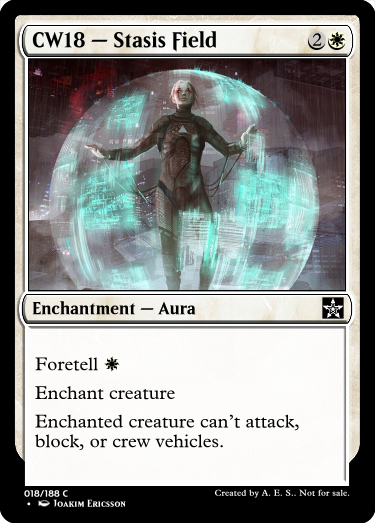 CW18 — Stasis Field 2
Enchantment — Aura
Foretell
Enchant creature
Enchanted creature can't attack,
block, or crew vehicles.
018/188 C Created by A. E. S.. Not for sale.
• Joakim Ericsson